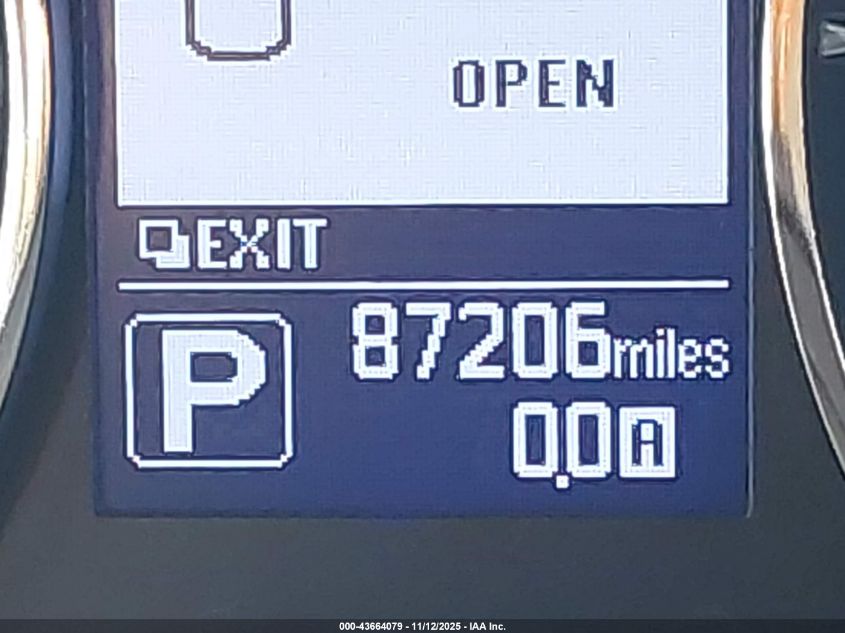 OPEN
EXIT
P
87206miles
0.0A
000-43664079 - 11/12/2025 - IAA Inc.